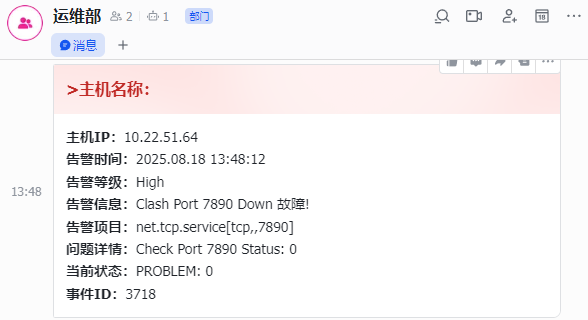 运维部 2 1 部门
18
消息 +
>主机名称:
主机IP: 10.22.51.64
告警时间: 2025.08.18 13:48:12
告警等级: High
13:48
告警信息: Clash Port 7890 Down 故障!
告警项目: net.tcp.service[tcp,,7890]
问题详情: Check Port 7890 Status: 0
当前状态: PROBLEM: 0
事件ID: 3718